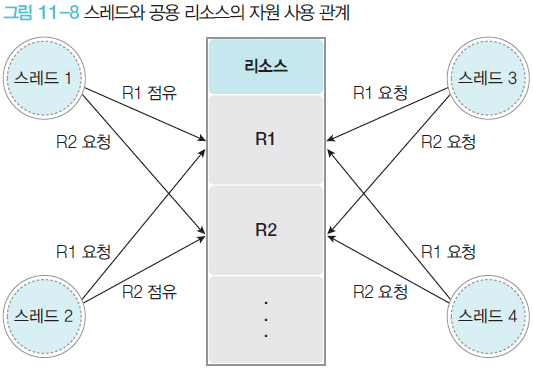 그림 11-8 스레드와 공용 리소스의 자원 사용 관계
스레드 1
R1 점유
R2 요청
리소스
R1
R2
R1 요청
R2 요청
스레드 3
R1 요청
R2 점유
스레드 2
R1 요청
R2 요청
스레드 4